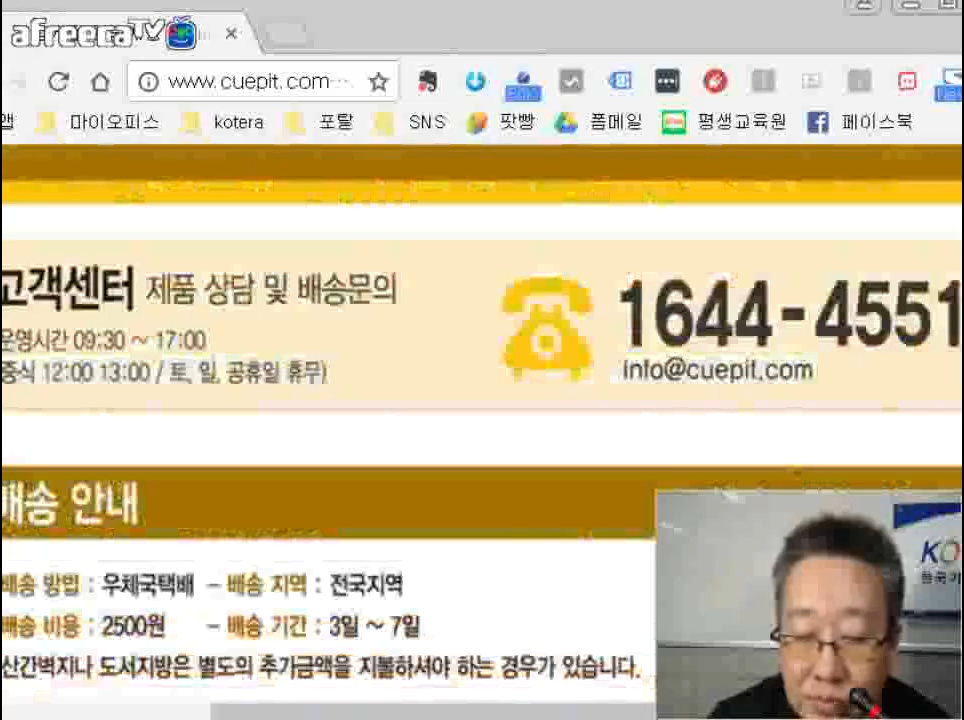 afreecaTV
www.cuepit.com...
앱 마이오피스 kotera 포탈 SNS 팟빵 폼메일 평생교육원 페이스북
고객센터 제품 상담 및 배송문의
운영시간 09:30 ~ 17:00
중식 12:00 13:00 / 토, 일, 공휴일 휴무)
1644-4551
info@cuepit.com
배송 안내
배송 방법 : 우체국택배 - 배송 지역 : 전국지역
배송 비용 : 2500원 - 배송 기간 : 3일 ~ 7일
산간벽지나 도서지방은 별도의 추가금액을 지불하셔야 하는 경우가 있습니다.
KO
한국기